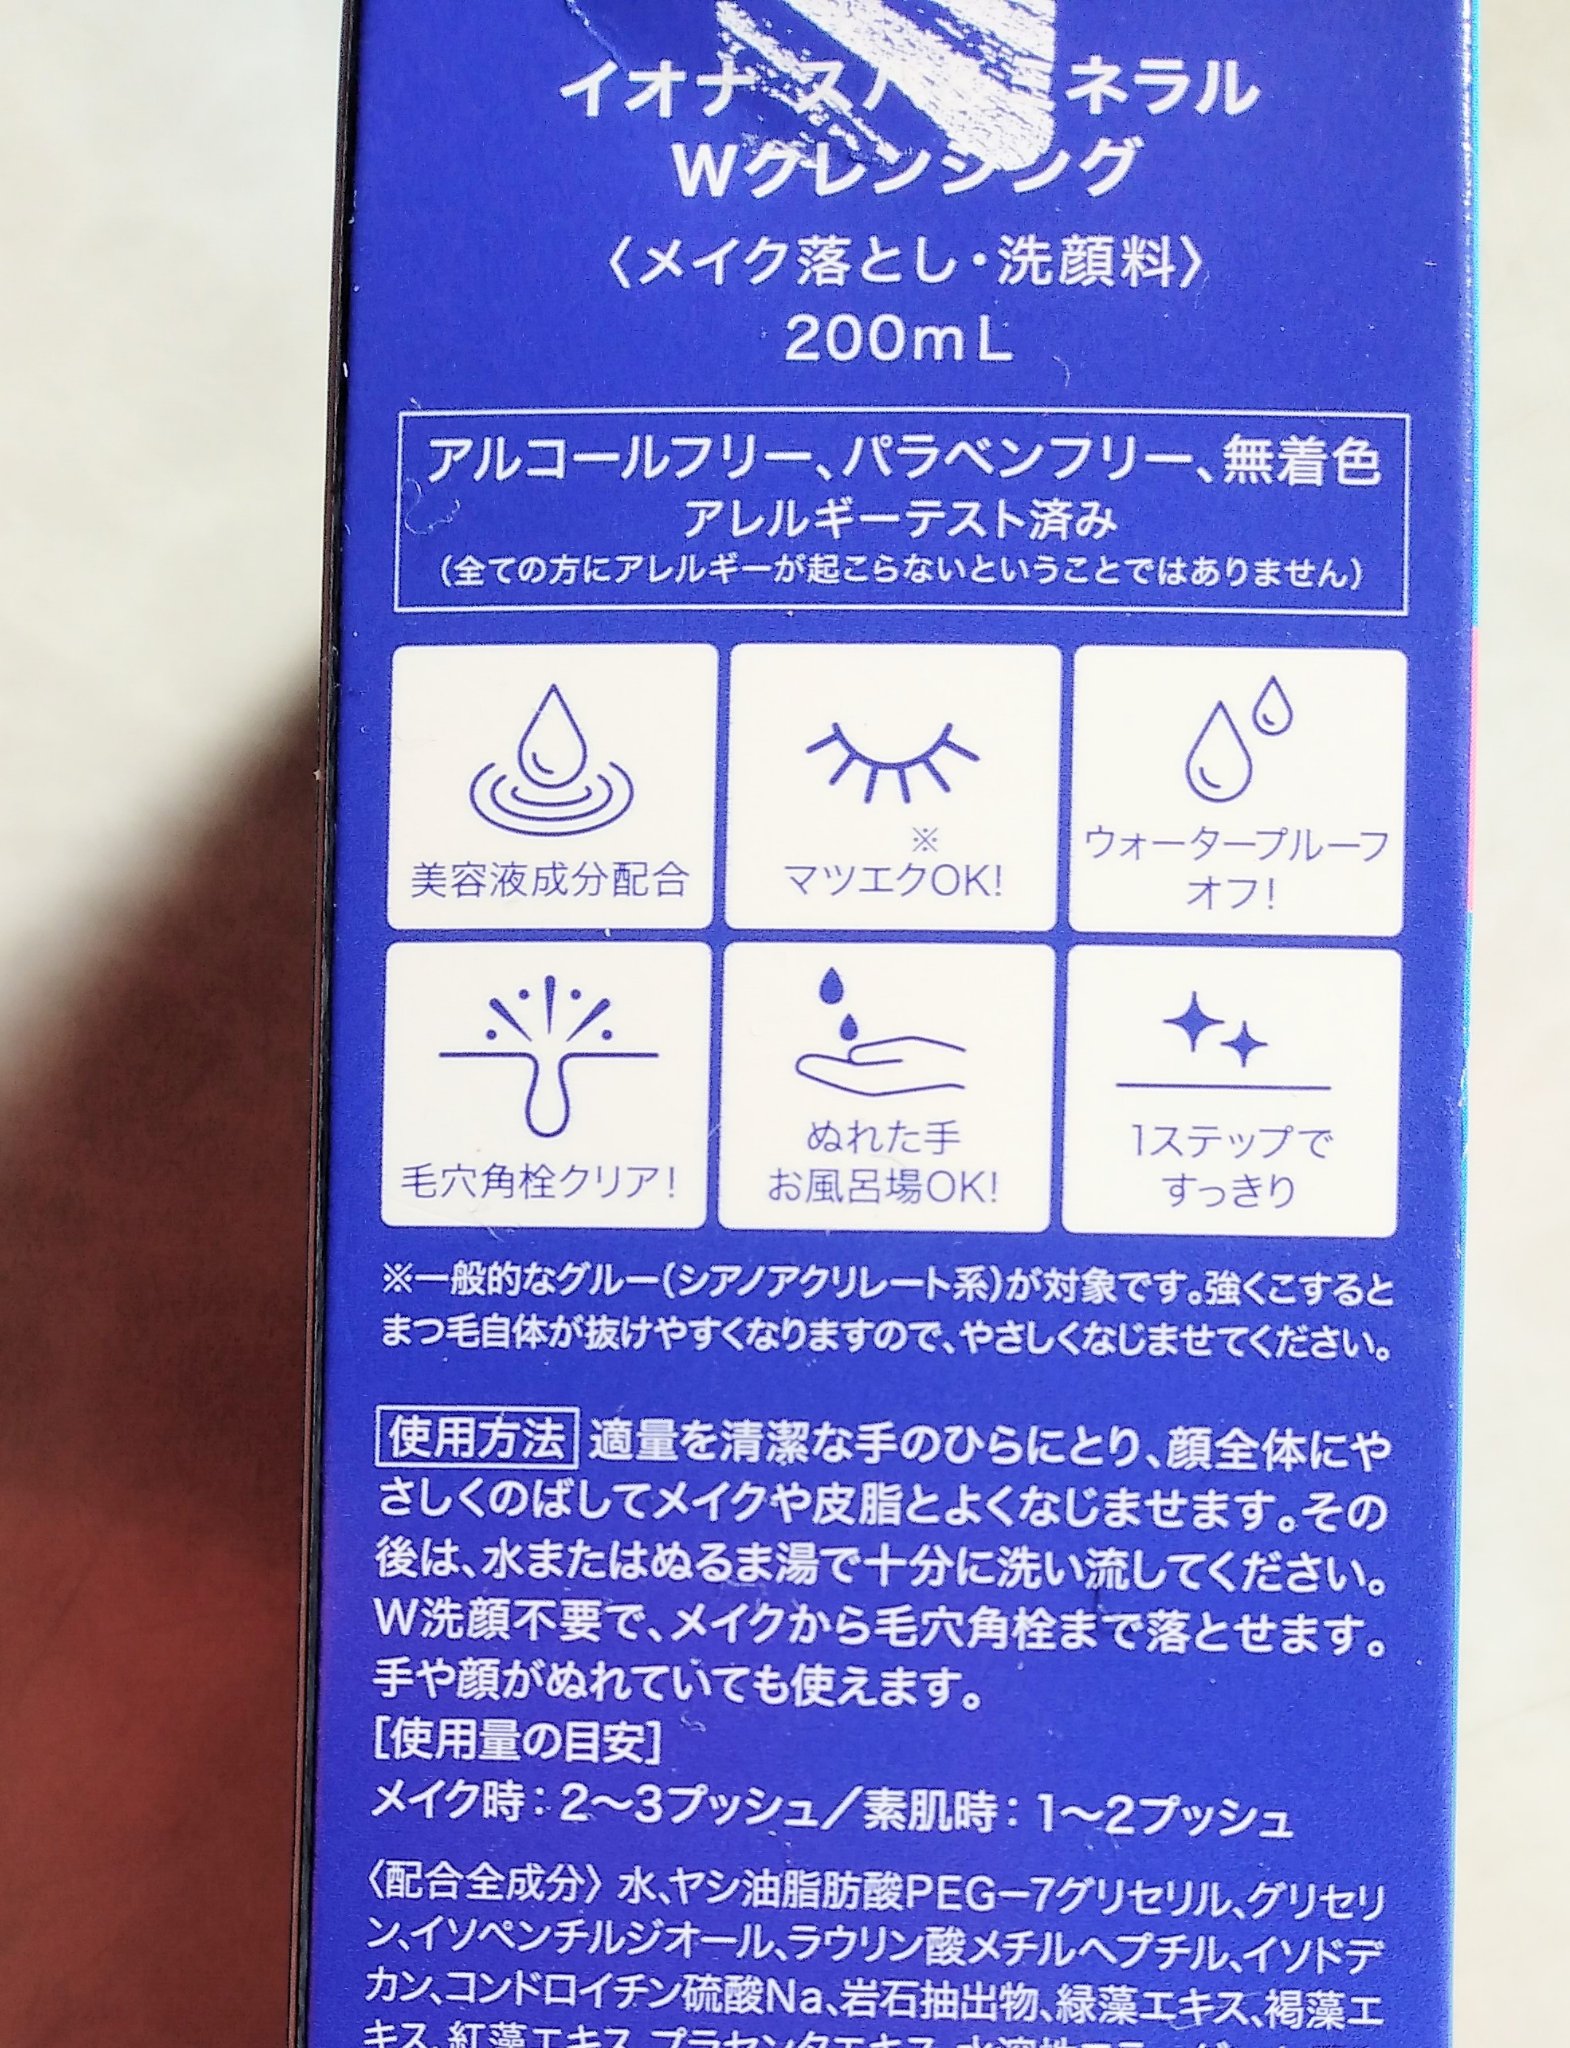 イオナ ス ネラル
Wクレンジング
〈メイク落とし・洗顔料〉
200mL
アルコールフリー、パラベンフリー、無着色
アレルギーテスト済み
（全ての方にアレルギーが起こらないということではありません）
美容液成分配合
※
マツエクOK!
ウォータープルーフ
オフ!
毛穴角栓クリア!
ぬれた手
お風呂場OK!
1ステップで
すっきり
※一般的なグルー（シアノアクリレート系）が対象です。強くこすると
まつ毛自体が抜けやすくなりますので、やさしくなじませてください。
使用方法 適量を清潔な手のひらにとり、顔全体にや
さしくのばしてメイクや皮脂とよくなじませます。その
後は、水またはぬるま湯で十分に洗い流してください。
W洗顔不要で、メイクから毛穴角栓まで落とせます。
手や顔がぬれていても使えます。
[使用量の目安]
メイク時：2〜3プッシュ／素肌時：1〜2プッシュ
〈配合全成分〉水、ヤシ油脂肪酸PEG−7グリセリル、グリセリ
ン、イソペンチルジオール、ラウリン酸メチルヘプチル、イソドデ
カン、コンドロイチン硫酸Na、岩石抽出物、緑藻エキス、褐藻エ
キス、紅藻エキス、プラセンタエキス、水溶性